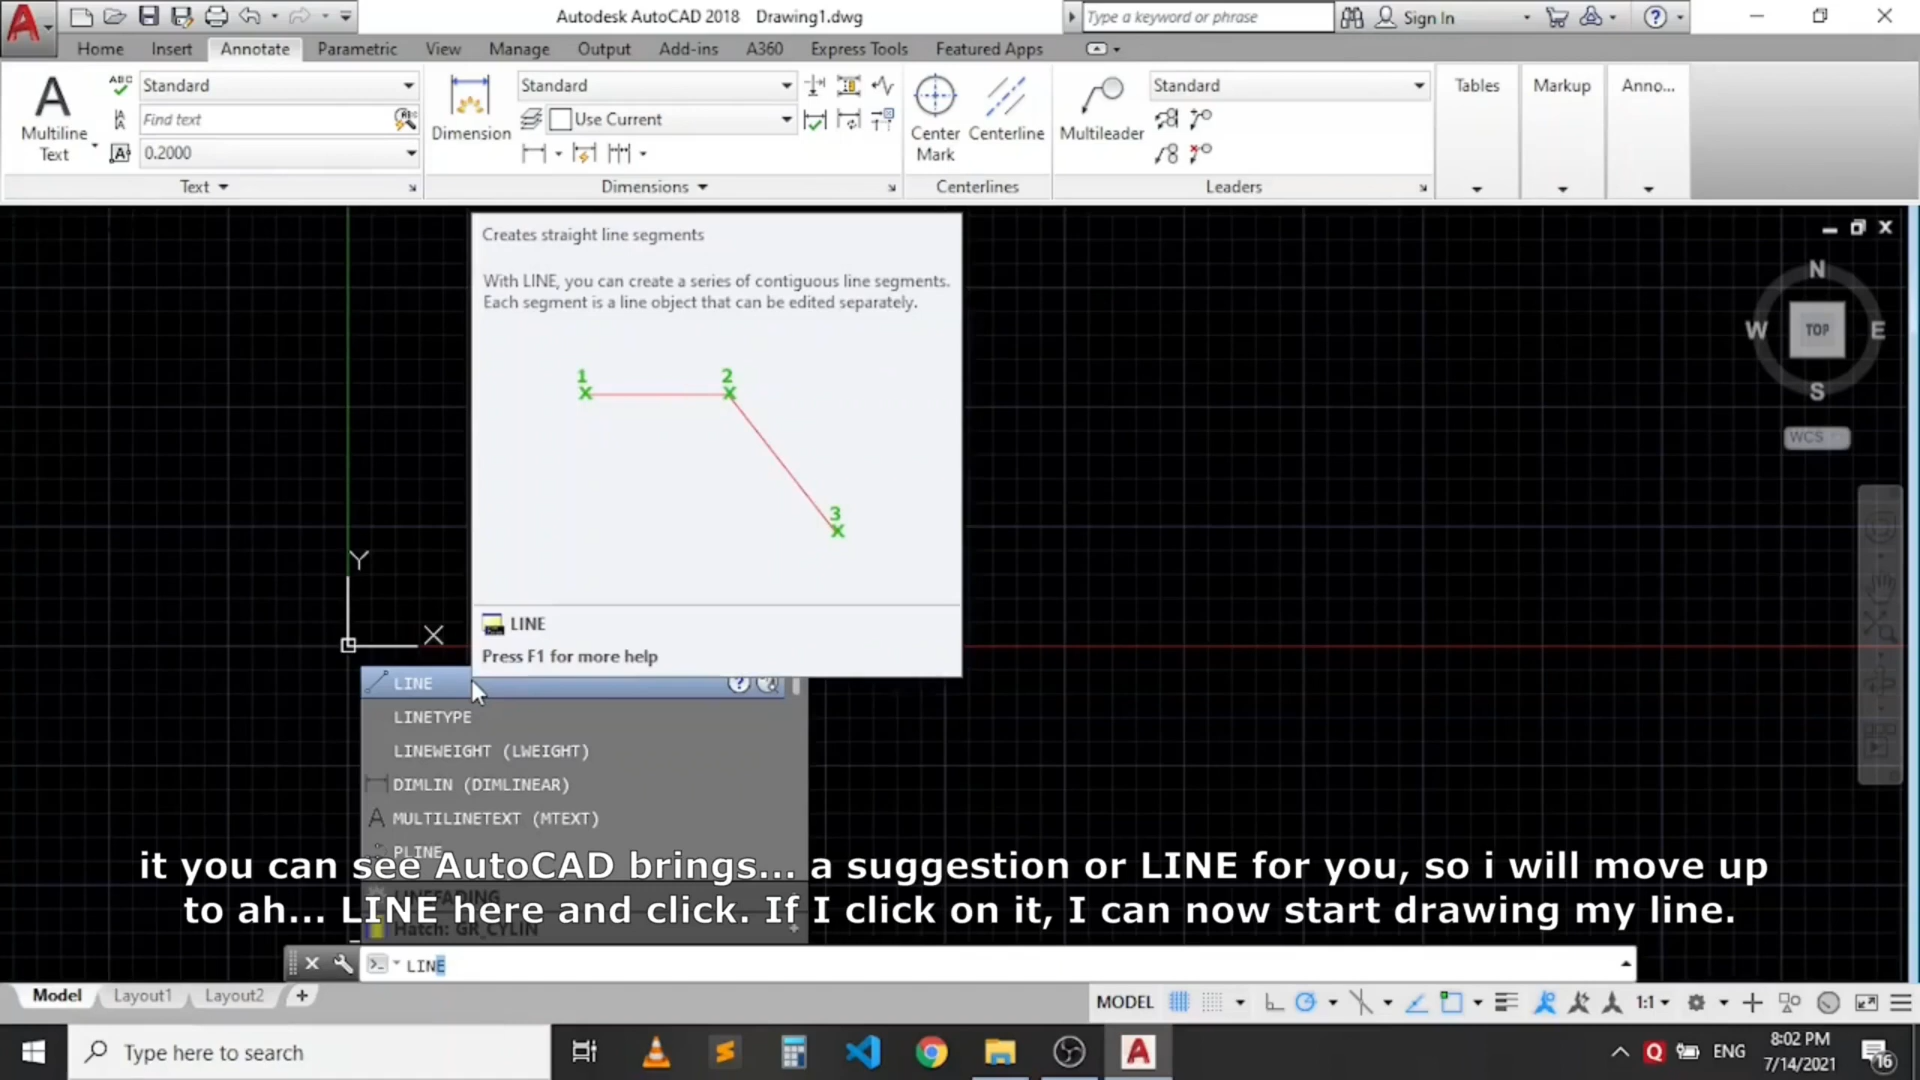 Autodesk AutoCAD 2018 Drawing1.dwg
Type a keyword or phrase
Sign In
Home Insert Annotate Parametric View Manage Output Add-ins A360 Express Tools Featured Apps
A
Multiline
Text
ABC
Standard
Find text
0.2000
Text
Dimension
Standard
Use Current
Dimensions
Center
Mark
Centerline
Centerlines
Multileader
Standard
Leaders
Tables
Markup
Anno...
Creates straight line segments
With LINE, you can create a series of contiguous line segments.
Each segment is a line object that can be edited separately.
1
2
3
LINE
Press F1 for more help
N
W TOP E
S
WCS
Y
X
LINE
LINETYPE
LINEWEIGHT (LWEIGHT)
DIMLIN (DIMLINEAR)
A MULTILINETEXT (MTEXT)
PLINE
LINEFADING
Hatch: GR_CYLIN
it you can see AutoCAD brings... a suggestion or LINE for you, so i will move up
to ah... LINE here and click. If I click on it, I can now start drawing my line.
LINE
Model Layout1 Layout2 +
MODEL
1:1
Type here to search
ENG
8:02 PM
7/14/2021
16